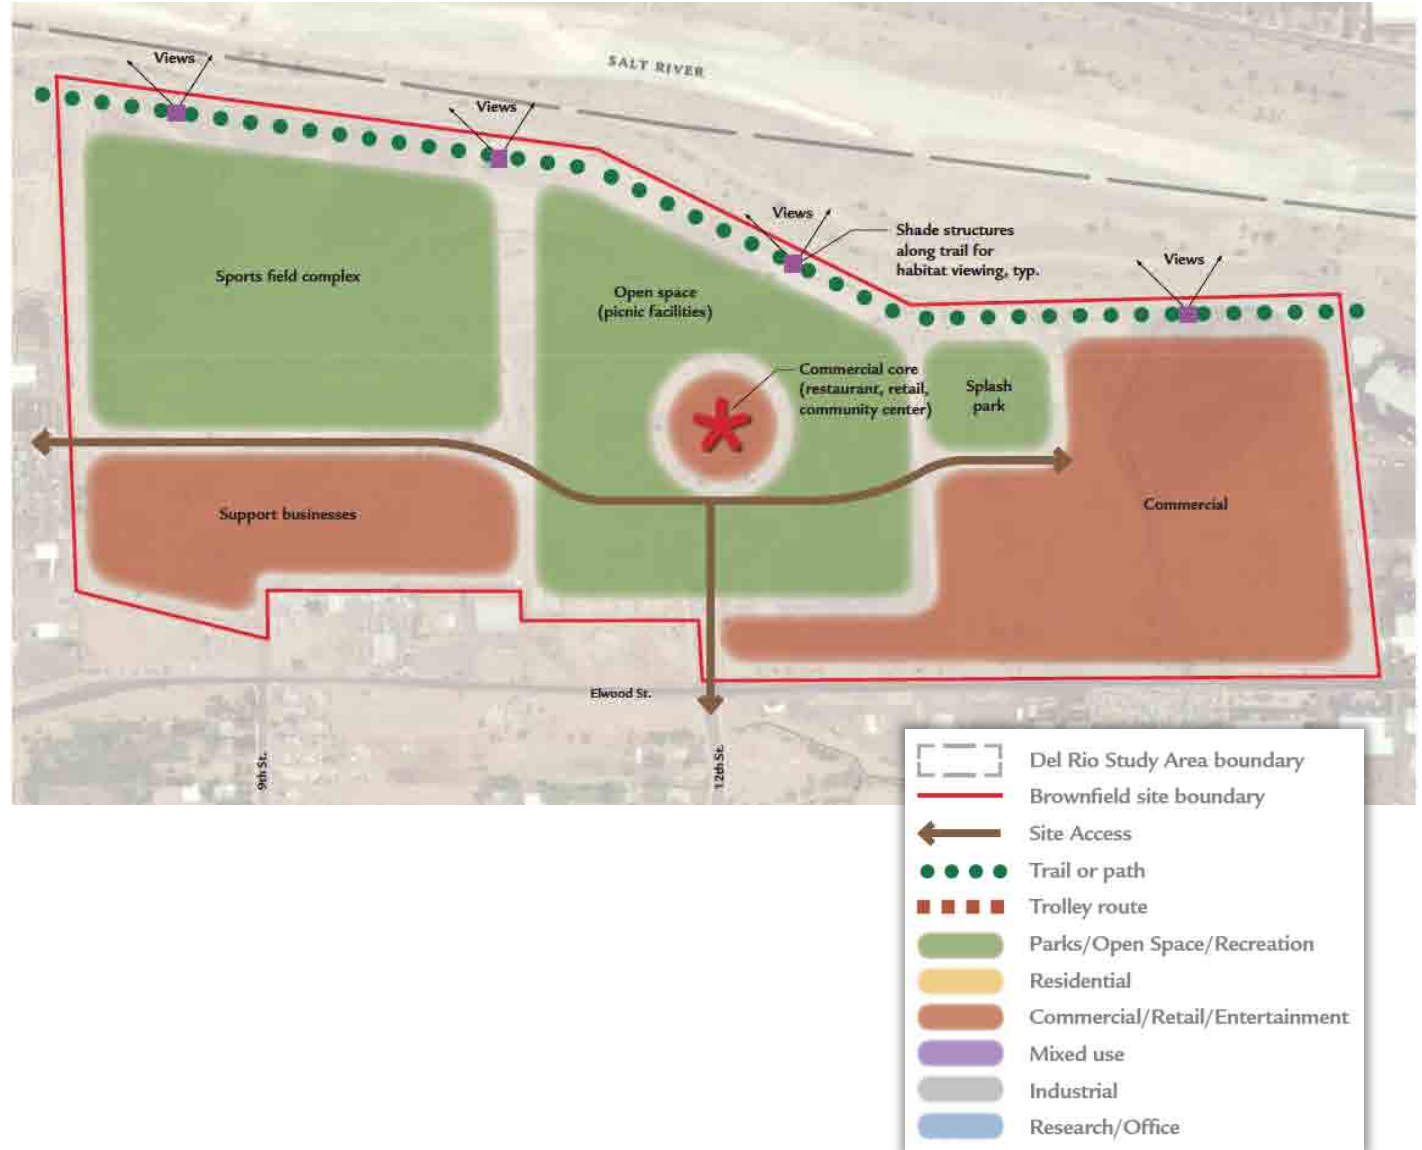 SALT RIVER
Views
Views
Views
Shade structures
along trail for
habitat viewing, typ.
Views
Sports field complex
Open space
(picnic facilities)
Commercial core
(restaurant, retail,
community center)
Splash
park
Support businesses
Commercial
Elwood St.
9th St.
12th St.
Del Rio Study Area boundary
Brownfield site boundary
Site Access
Trail or path
Trolley route
Parks/Open Space/Recreation
Residential
Commercial/Retail/Entertainment
Mixed use
Industrial
Research/Office